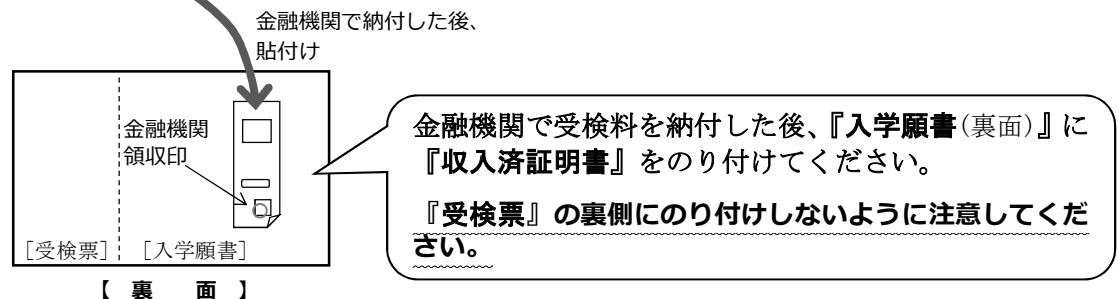 金融機関で納付した後、
貼付け
金融機関
領収印
[受検票]
[入学願書]
【 裏 面 】
金融機関で受検料を納付した後、『入学願書(裏面)』に
『収入済証明書』をのり付けてください。
『受検票』の裏側にのり付けしないように注意してくだ
さい。